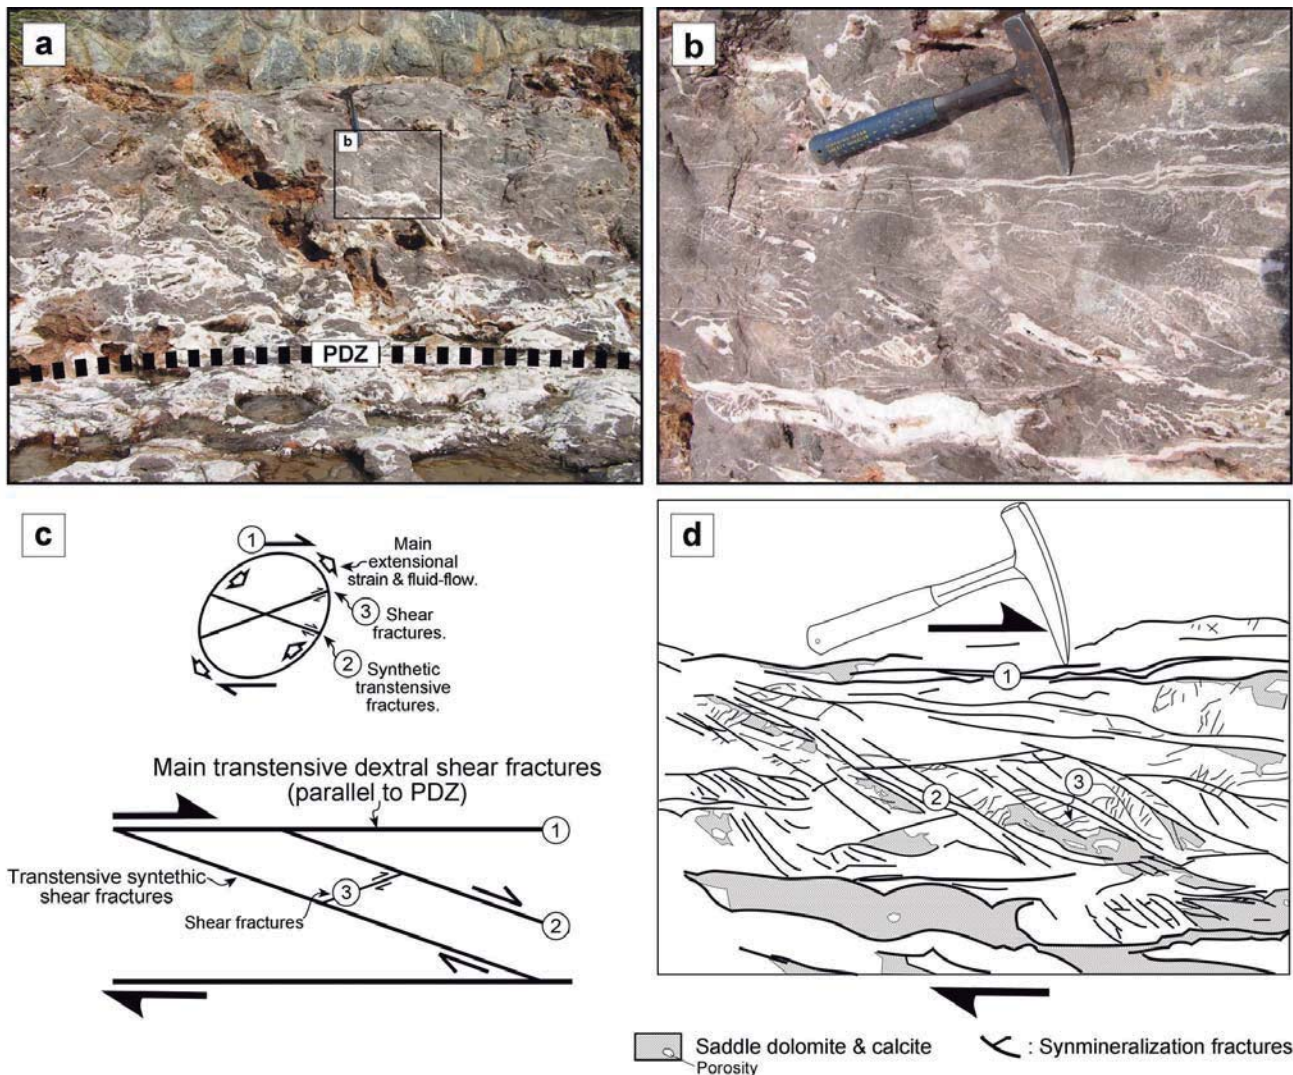 a
b
PDZ
b
c
1
Main
extensional
strain & fluid-flow.
3
Shear
fractures.
2
Synthetic
transtensive
fractures.
Main transtensive dextral shear fractures
(parallel to PDZ)
1
Transtensive syntethic
shear fractures
3
Shear fractures
2
d
1
2
3
Saddle dolomite & calcite
Porosity
: Synmineralization fractures